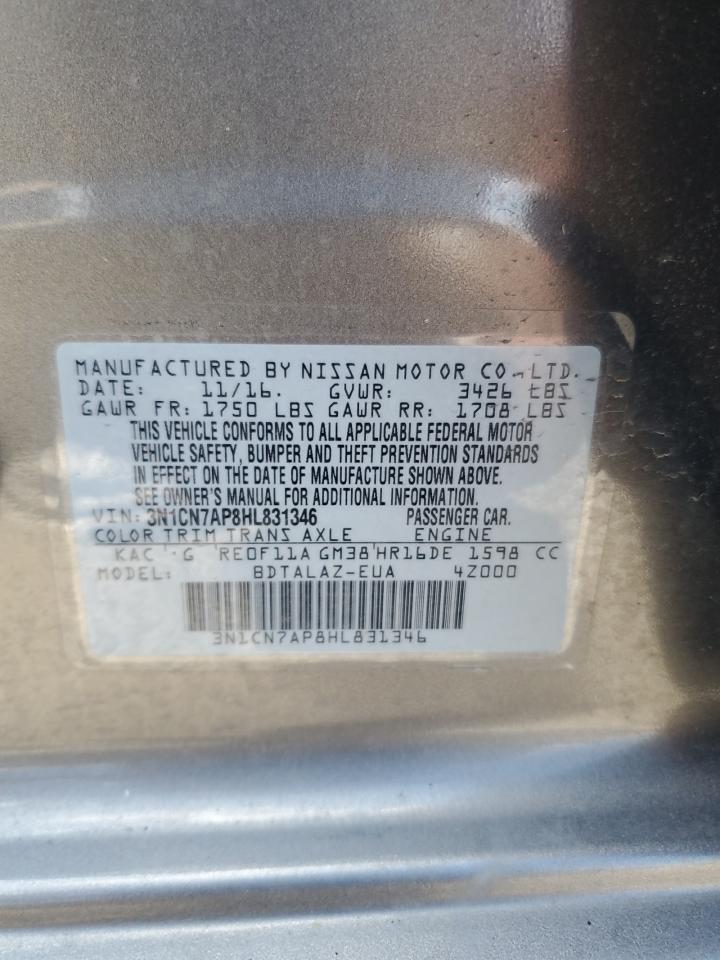 MANUFACTURED BY NISSAN MOTOR CO., LTD.
DATE: 11/16. GVWR: 3426 LBS
GAWR FR: 1750 LBS GAWR RR: 1708 LBS
THIS VEHICLE CONFORMS TO ALL APPLICABLE FEDERAL MOTOR
VEHICLE SAFETY, BUMPER AND THEFT PREVENTION STANDARDS
IN EFFECT ON THE DATE OF MANUFACTURE SHOWN ABOVE.
SEE OWNER'S MANUAL FOR ADDITIONAL INFORMATION.
VIN: 3N1CN7AP8HL831346 PASSENGER CAR.
COLOR TRIM TRANS AXLE ENGINE
KAC G RE0F11A GM38 HR16DE 1598 CC
MODEL: BDTALAZ-EUA 4Z000
3N1CN7AP8HL831346